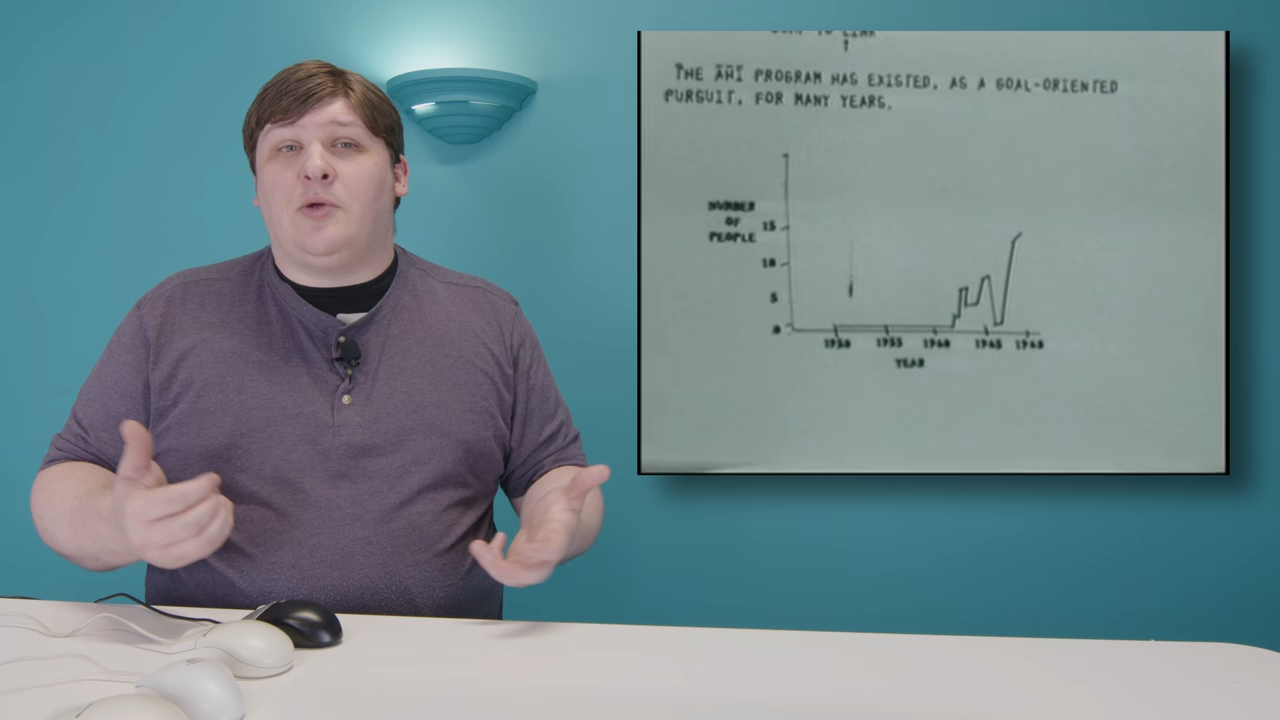 THE AHI PROGRAM HAS EXISTED, AS A GOAL-ORIENTED
PURSUIT, FOR MANY YEARS.
NUMBER
OF
PEOPLE
15
10
5
0
1950
1955
1960
1965
1968
YEAR